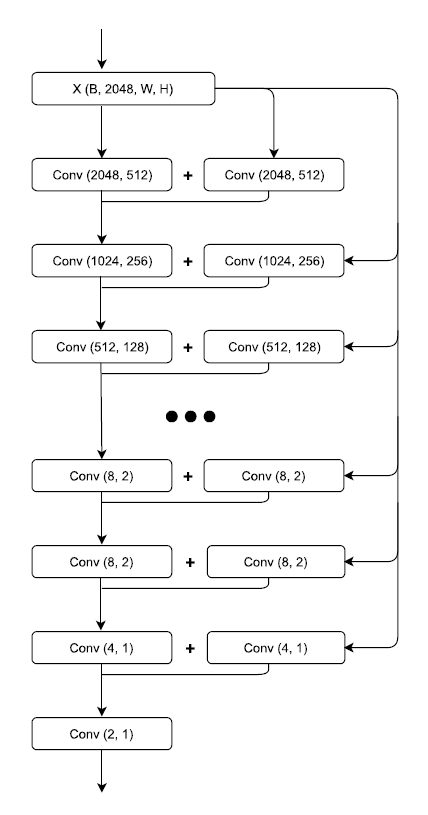 X (B, 2048, W, H)
Conv (2048, 512) + Conv (2048, 512)
Conv (1024, 256) + Conv (1024, 256)
Conv (512, 128) + Conv (512, 128)
Conv (8, 2) + Conv (8, 2)
Conv (8, 2) + Conv (8, 2)
Conv (4, 1) + Conv (4, 1)
Conv (2, 1)